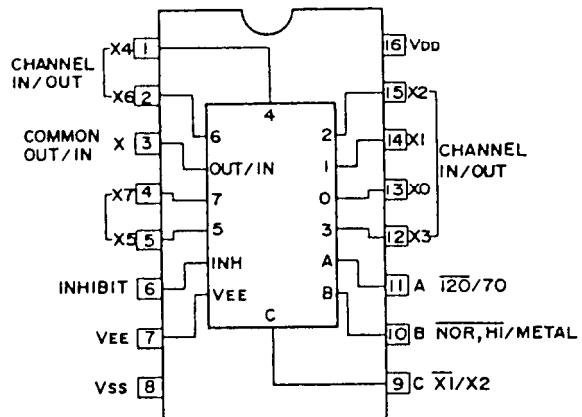 X4 1
16 VDD
CHANNEL
IN/OUT
X6 2
4
15 X2
COMMON
OUT/IN
X 3
6
2
14 X1
CHANNEL
IN/OUT
OUT/IN
1
X7 4
7
0
13 X0
X5 5
5
3
12 X3
INHIBIT 6
INH
A
11 A 120/70
VEE
B
VEE 7
C
10 B NOR, HI/METAL
VSS 8
9 C X1/X2